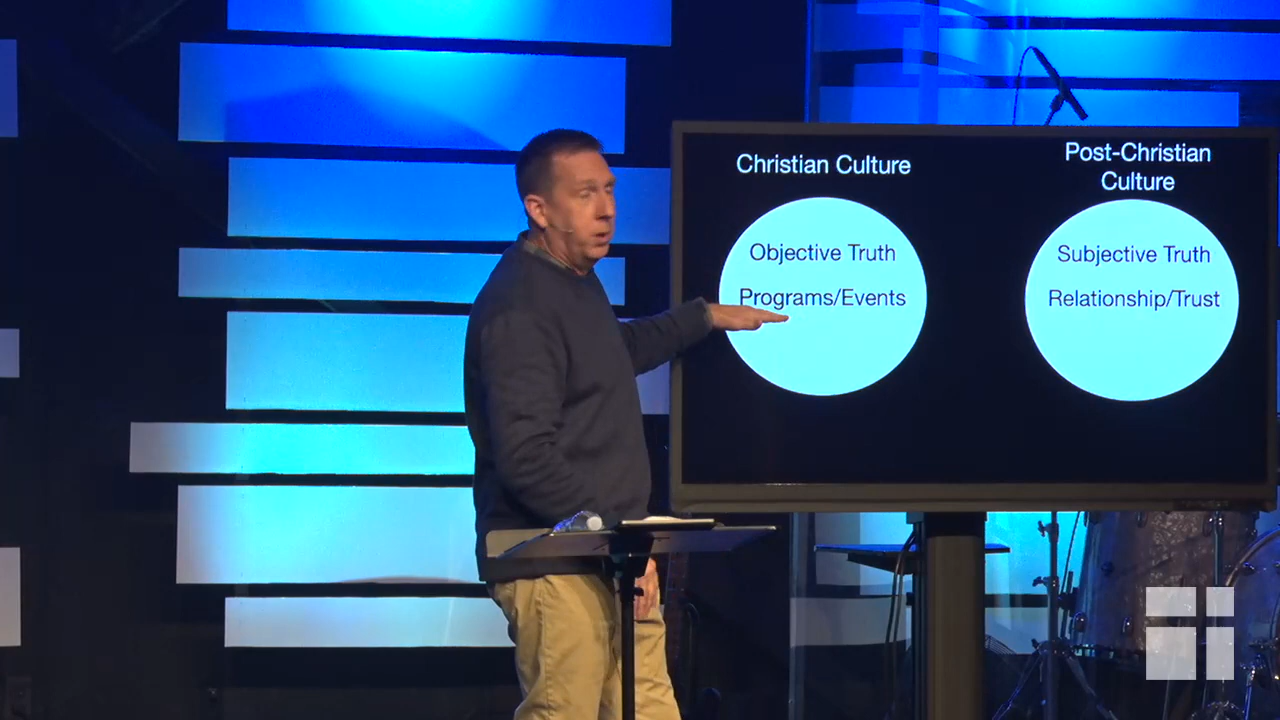 Christian Culture
Objective Truth
Programs/Events
Post-Christian
Culture
Subjective Truth
Relationship/Trust